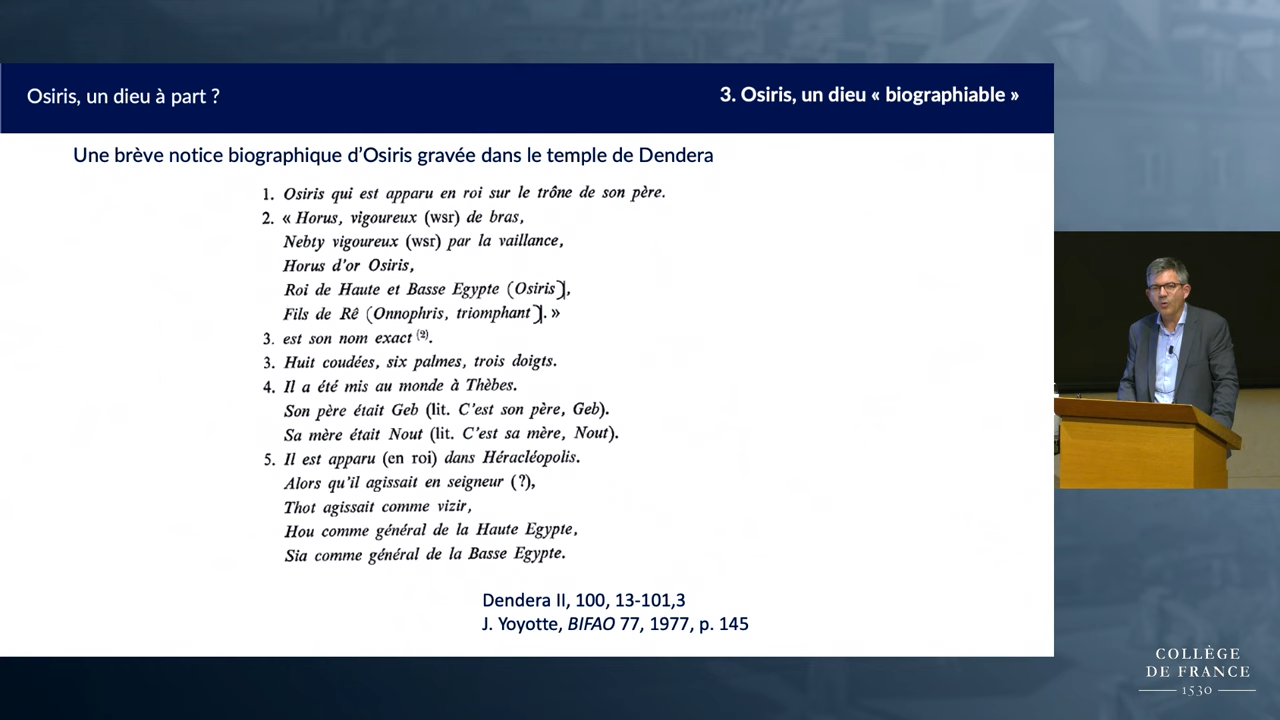 Osiris, un dieu à part ?
3. Osiris, un dieu « biographiable »
Une brève notice biographique d’Osiris gravée dans le temple de Dendera
1. Osiris qui est apparu en roi sur le trône de son père.
2. « Horus, vigoureux (wsr) de bras,
Nebty vigoureux (wsr) par la vaillance,
Horus d'or Osiris,
Roi de Haute et Basse Egypte (Osiris)],
Fils de Rê (Onnophris, triomphant)]. »
3. est son nom exact (2).
3. Huit coudées, six palmes, trois doigts.
4. Il a été mis au monde à Thèbes.
Son père était Geb (lit. C'est son père, Geb).
Sa mère était Nout (lit. C'est sa mère, Nout).
5. Il est apparu (en roi) dans Héracléopolis.
Alors qu'il agissait en seigneur (?),
Thot agissait comme vizir,
Hou comme général de la Haute Egypte,
Sia comme général de la Basse Egypte.
Dendera II, 100, 13-101,3
J. Yoyotte, BIFAO 77, 1977, p. 145
COLLÈGE
DE FRANCE
1530